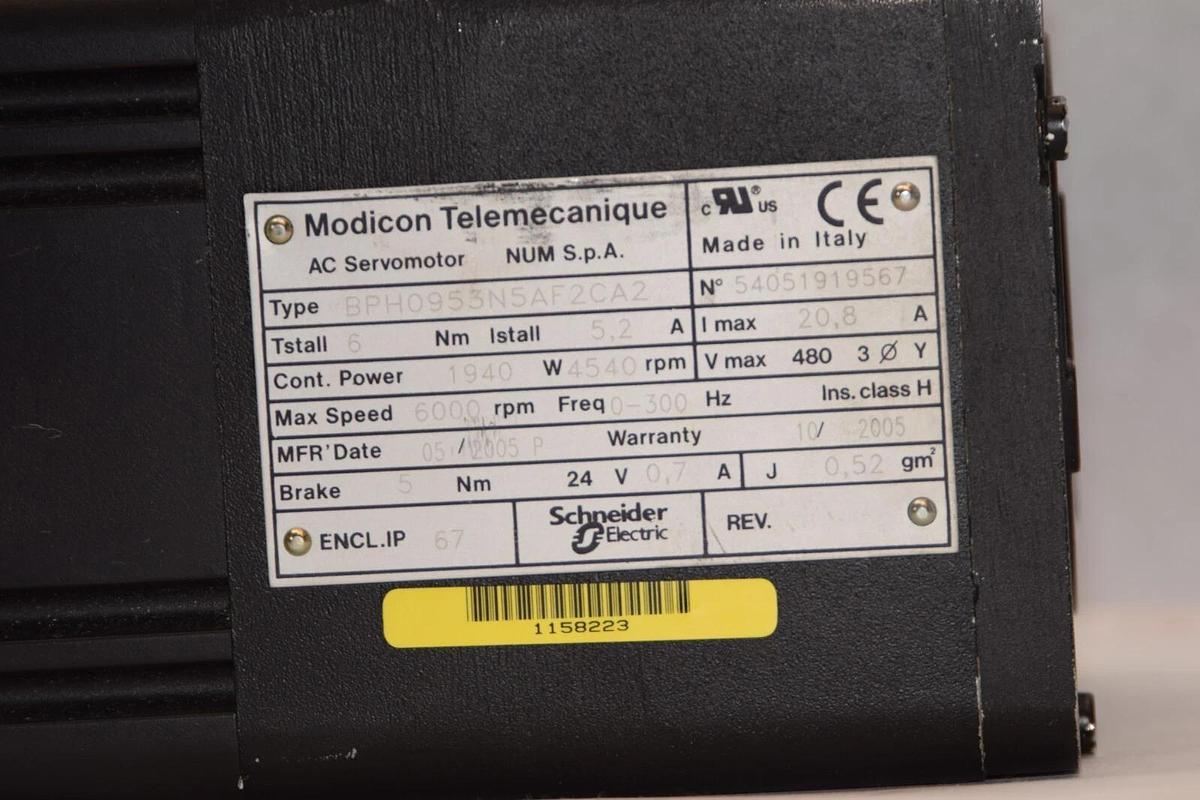 Modicon Telemecanique
AC Servomotor NUM S.p.A.
c RU ® US CE
Made in Italy
Type BPH0953N5AF2CA2 N° 54051919567
Tstall 6 Nm Istall 5,2 A I max 20,8 A
Cont. Power 1940 W 4540 rpm V max 480 3 Ø Y
Max Speed 6000 rpm Freq 0-300 Hz Ins. class H
MFR'Date 05 / 2005 P Warranty 10/ 2005
Brake 5 Nm 24 V 0,7 A J 0,52 gm²
ENCL.IP 67 Schneider Electric REV.
1158223